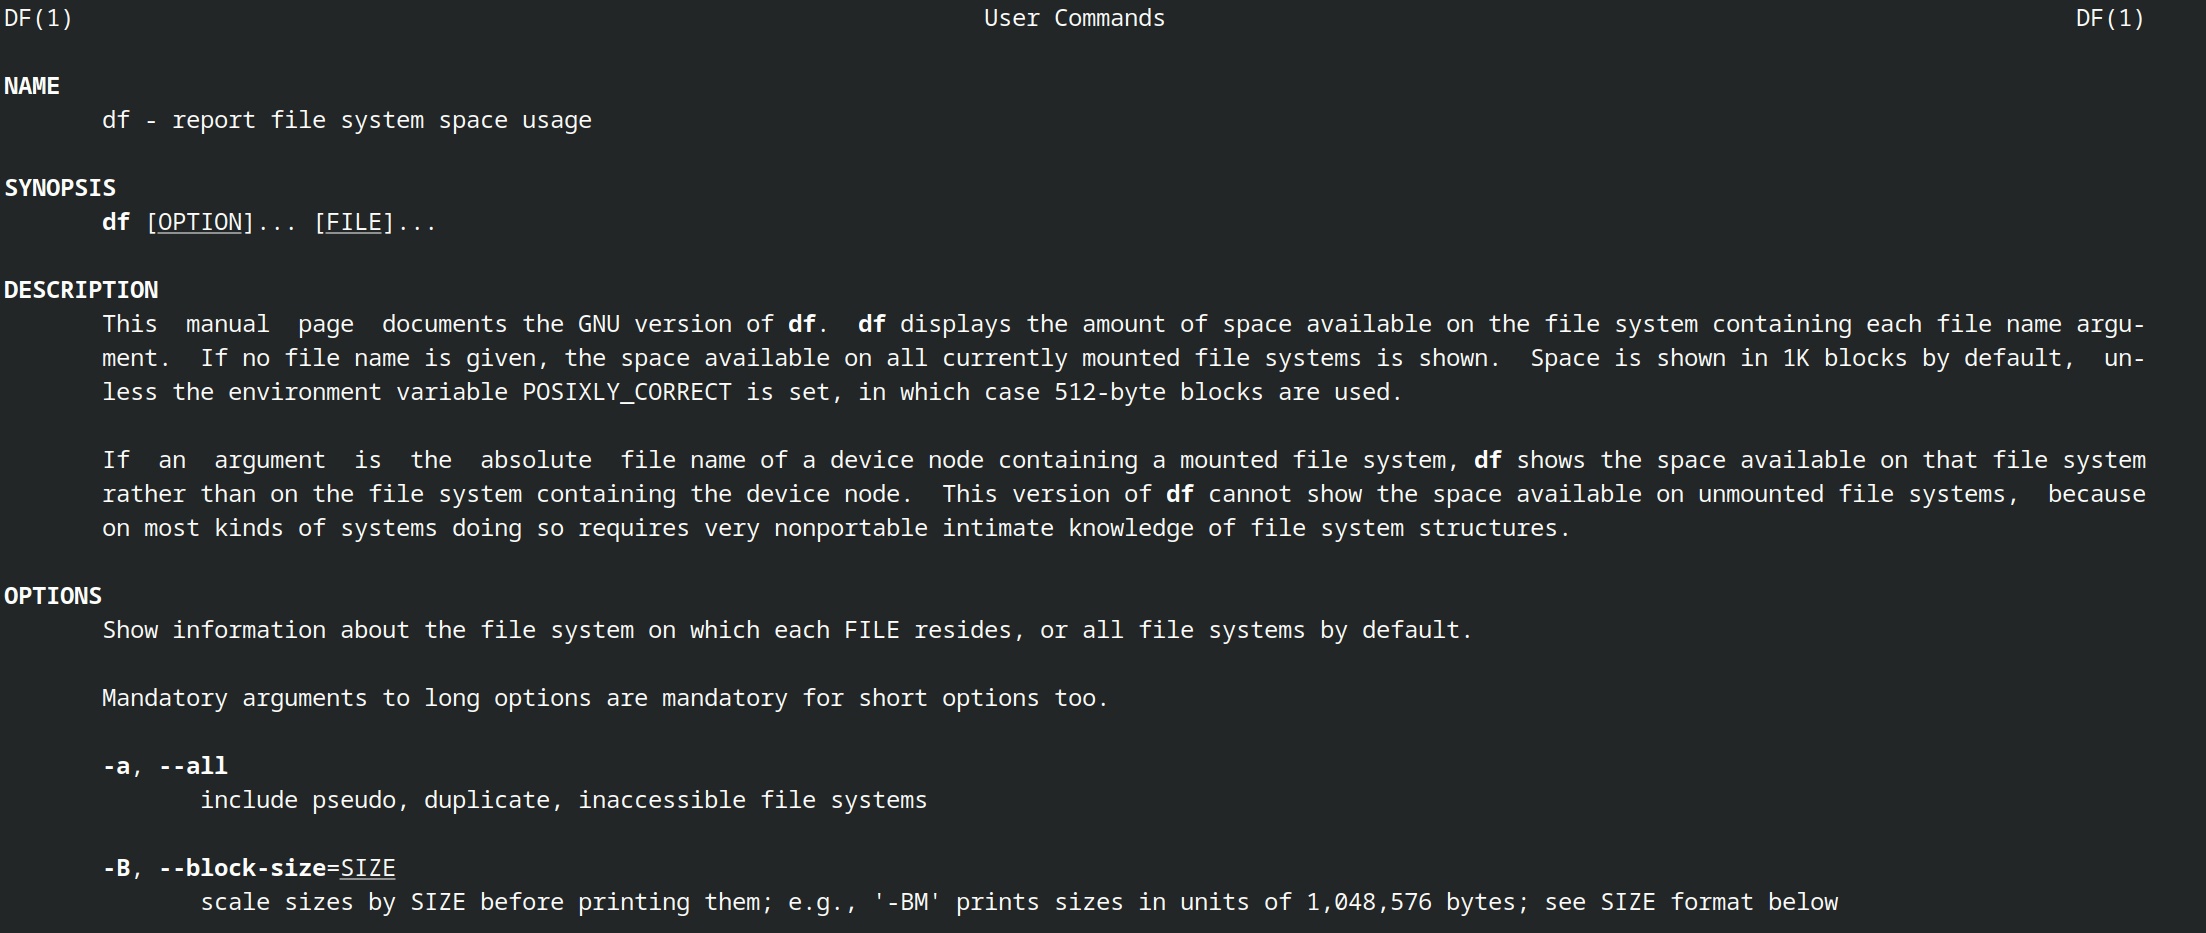 DF(1) User Commands DF(1)
NAME
df - report file system space usage
SYNOPSIS
df [OPTION]... [FILE]...
DESCRIPTION
This manual page documents the GNU version of df. df displays the amount of space available on the file system containing each file name argu-
ment. If no file name is given, the space available on all currently mounted file systems is shown. Space is shown in 1K blocks by default, un-
less the environment variable POSIXLY_CORRECT is set, in which case 512-byte blocks are used.
If an argument is the absolute file name of a device node containing a mounted file system, df shows the space available on that file system
rather than on the file system containing the device node. This version of df cannot show the space available on unmounted file systems, because
on most kinds of systems doing so requires very nonportable intimate knowledge of file system structures.
OPTIONS
Show information about the file system on which each FILE resides, or all file systems by default.
Mandatory arguments to long options are mandatory for short options too.
-a, --all
include pseudo, duplicate, inaccessible file systems
-B, --block-size=SIZE
scale sizes by SIZE before printing them; e.g., '-BM' prints sizes in units of 1,048,576 bytes; see SIZE format below